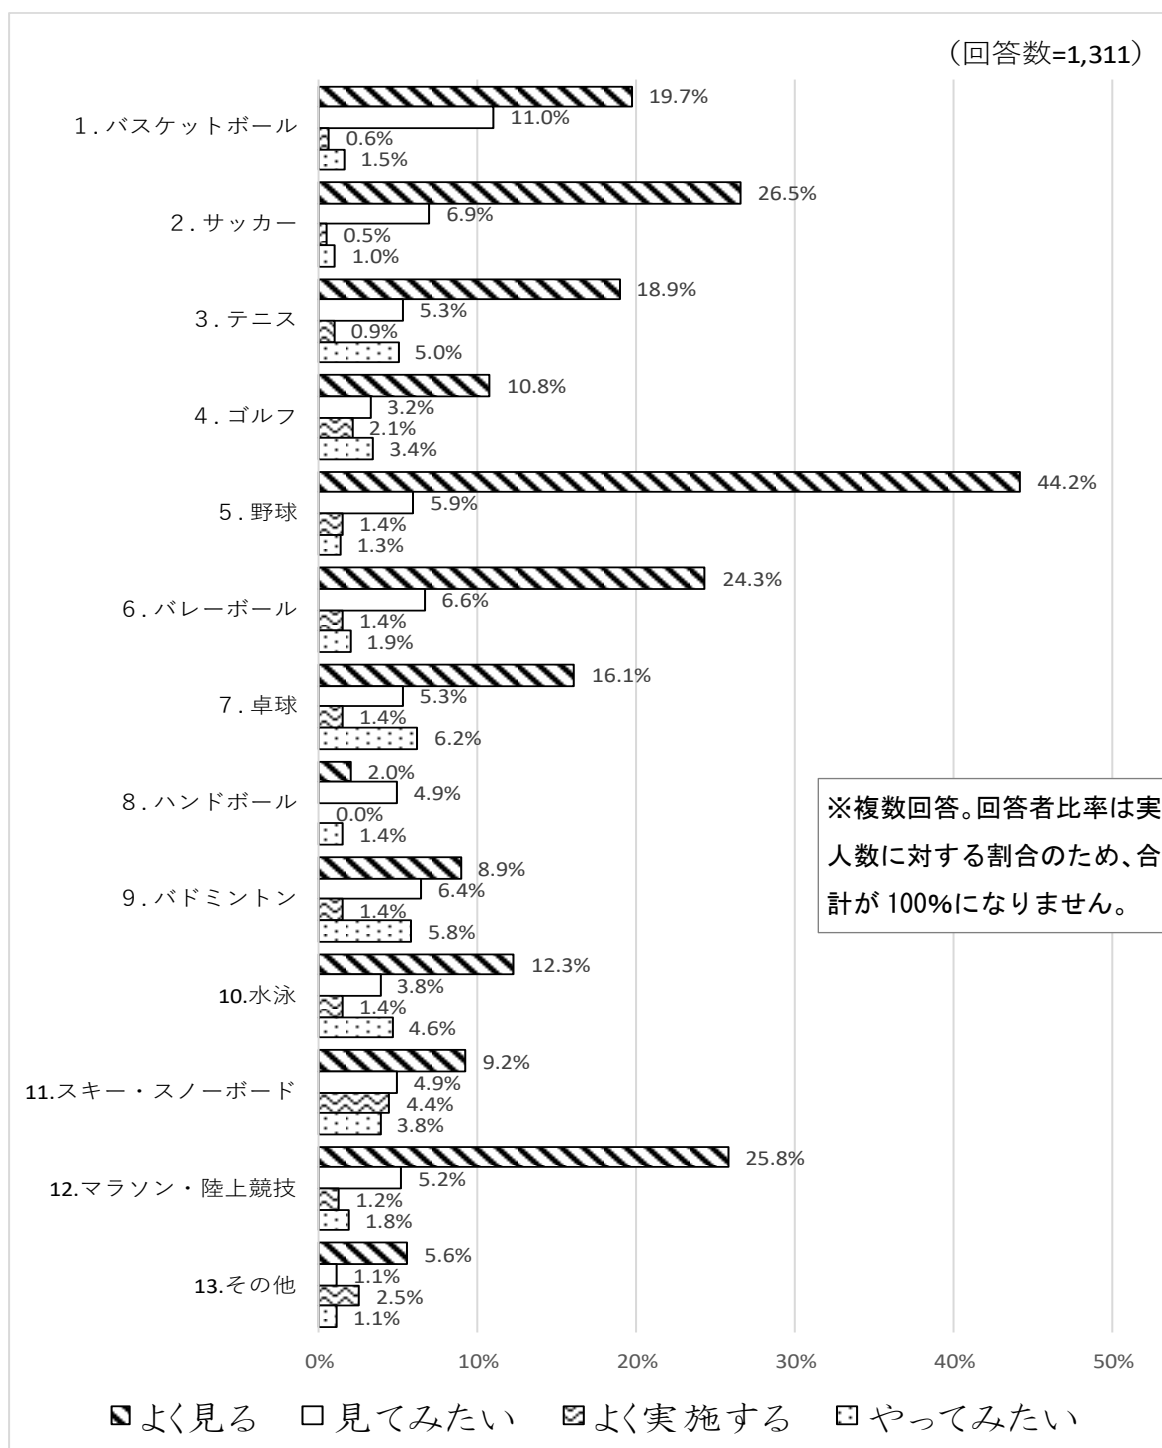 （回答数=1,311）
１．バスケットボール
19.7%
11.0%
0.6%
1.5%
２．サッカー
26.5%
6.9%
0.5%
1.0%
３．テニス
18.9%
5.3%
0.9%
5.0%
４．ゴルフ
10.8%
3.2%
2.1%
3.4%
５．野球
44.2%
5.9%
1.4%
1.3%
６．バレーボール
24.3%
6.6%
1.4%
1.9%
７．卓球
16.1%
5.3%
1.4%
6.2%
８．ハンドボール
2.0%
4.9%
0.0%
1.4%
９．バドミントン
8.9%
6.4%
1.4%
5.8%
10.水泳
12.3%
3.8%
1.4%
4.6%
11.スキー・スノーボード
9.2%
4.9%
4.4%
3.8%
12.マラソン・陸上競技
25.8%
5.2%
1.2%
1.8%
13.その他
5.6%
1.1%
2.5%
1.1%
※複数回答。回答者比率は実
人数に対する割合のため、合
計が 100%になりません。
0% 10% 20% 30% 40% 50%
よく見る 見てみたい よく実施する やってみたい